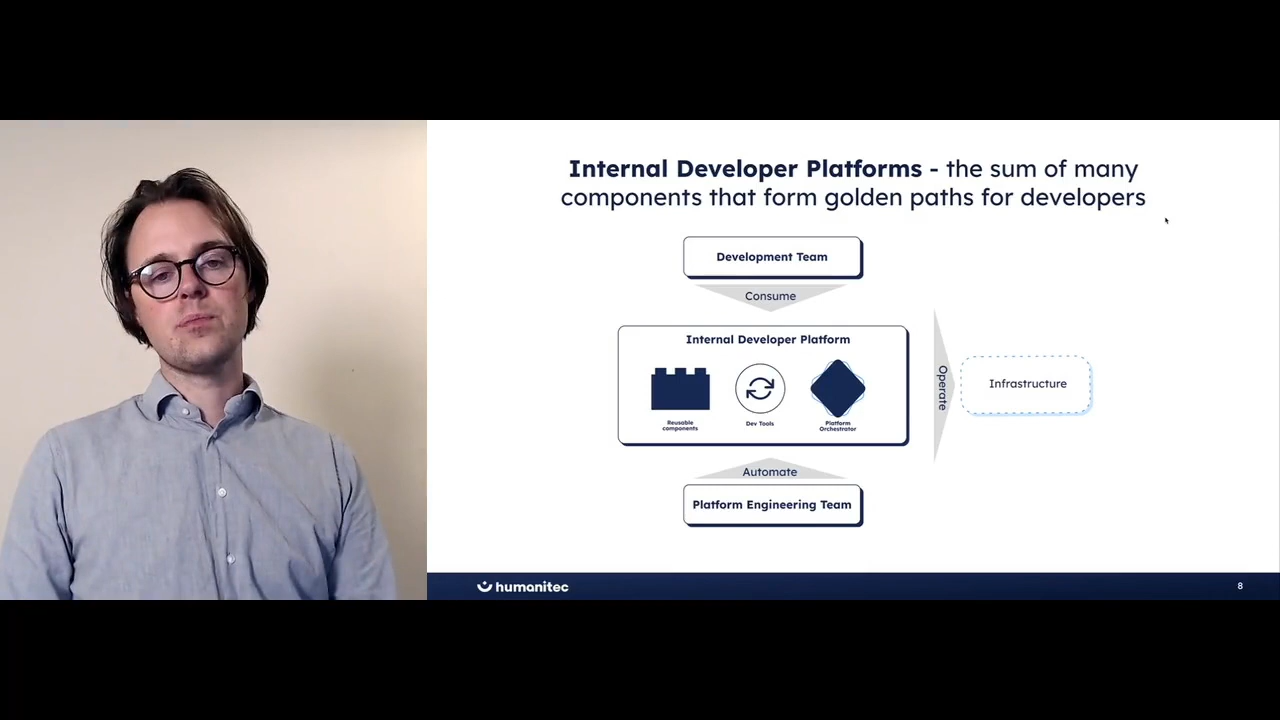 Internal Developer Platforms - the sum of many
components that form golden paths for developers
Development Team
Consume
Internal Developer Platform
Reusable
components
Dev Tools
Platform
Orchestrator
Operate
Infrastructure
Automate
Platform Engineering Team
humanitec
8